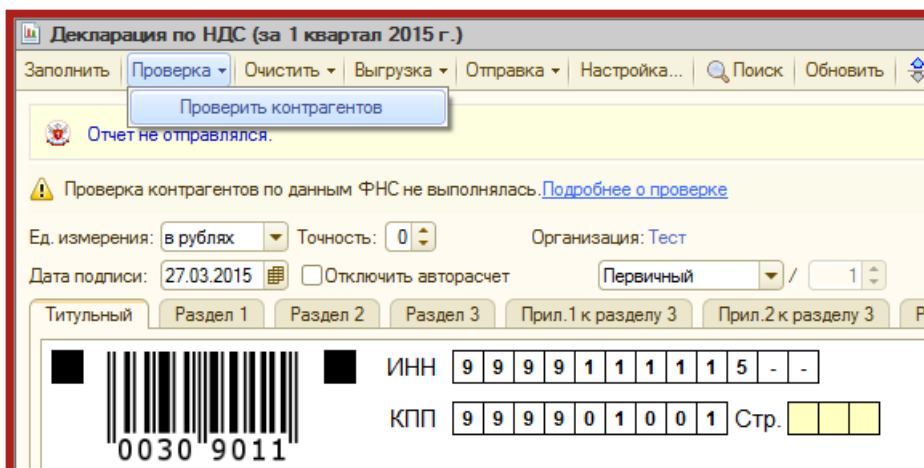 Декларация по НДС (за 1 квартал 2015 г.)
Заполнить Проверка Очистить Выгрузка Отправка Настройка... Поиск Обновить
Проверить контрагентов
Отчет не отправлялся.
Проверка контрагентов по данным ФНС не выполнялась. Подробнее о проверке
Ед. измерения: в рублях Точность: 0 Организация: Тест
Дата подписи: 27.03.2015 Отключить авторасчет Первичный / 1
Титульный Раздел 1 Раздел 2 Раздел 3 Прил.1 к разделу 3 Прил.2 к разделу 3 Р
ИНН 9 9 9 9 1 1 1 1 1 5 - -
КПП 9 9 9 9 0 1 0 0 1 Стр.
0030 9011